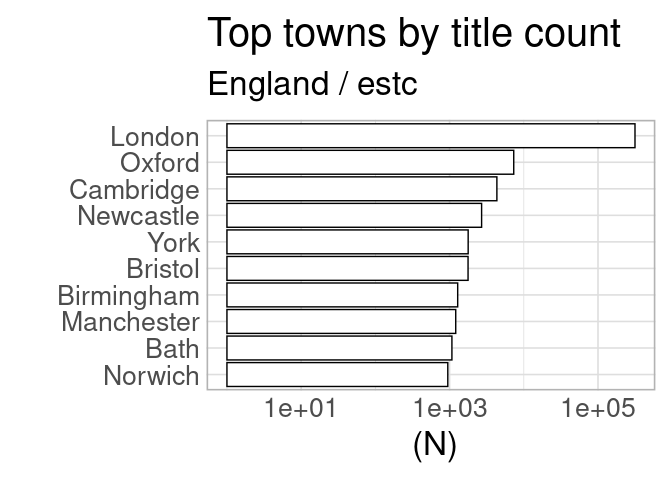 Top towns by title count
England / estc
London
Oxford
Cambridge
Newcastle
York
Bristol
Birmingham
Manchester
Bath
Norwich
1e+01 1e+03 1e+05
(N)